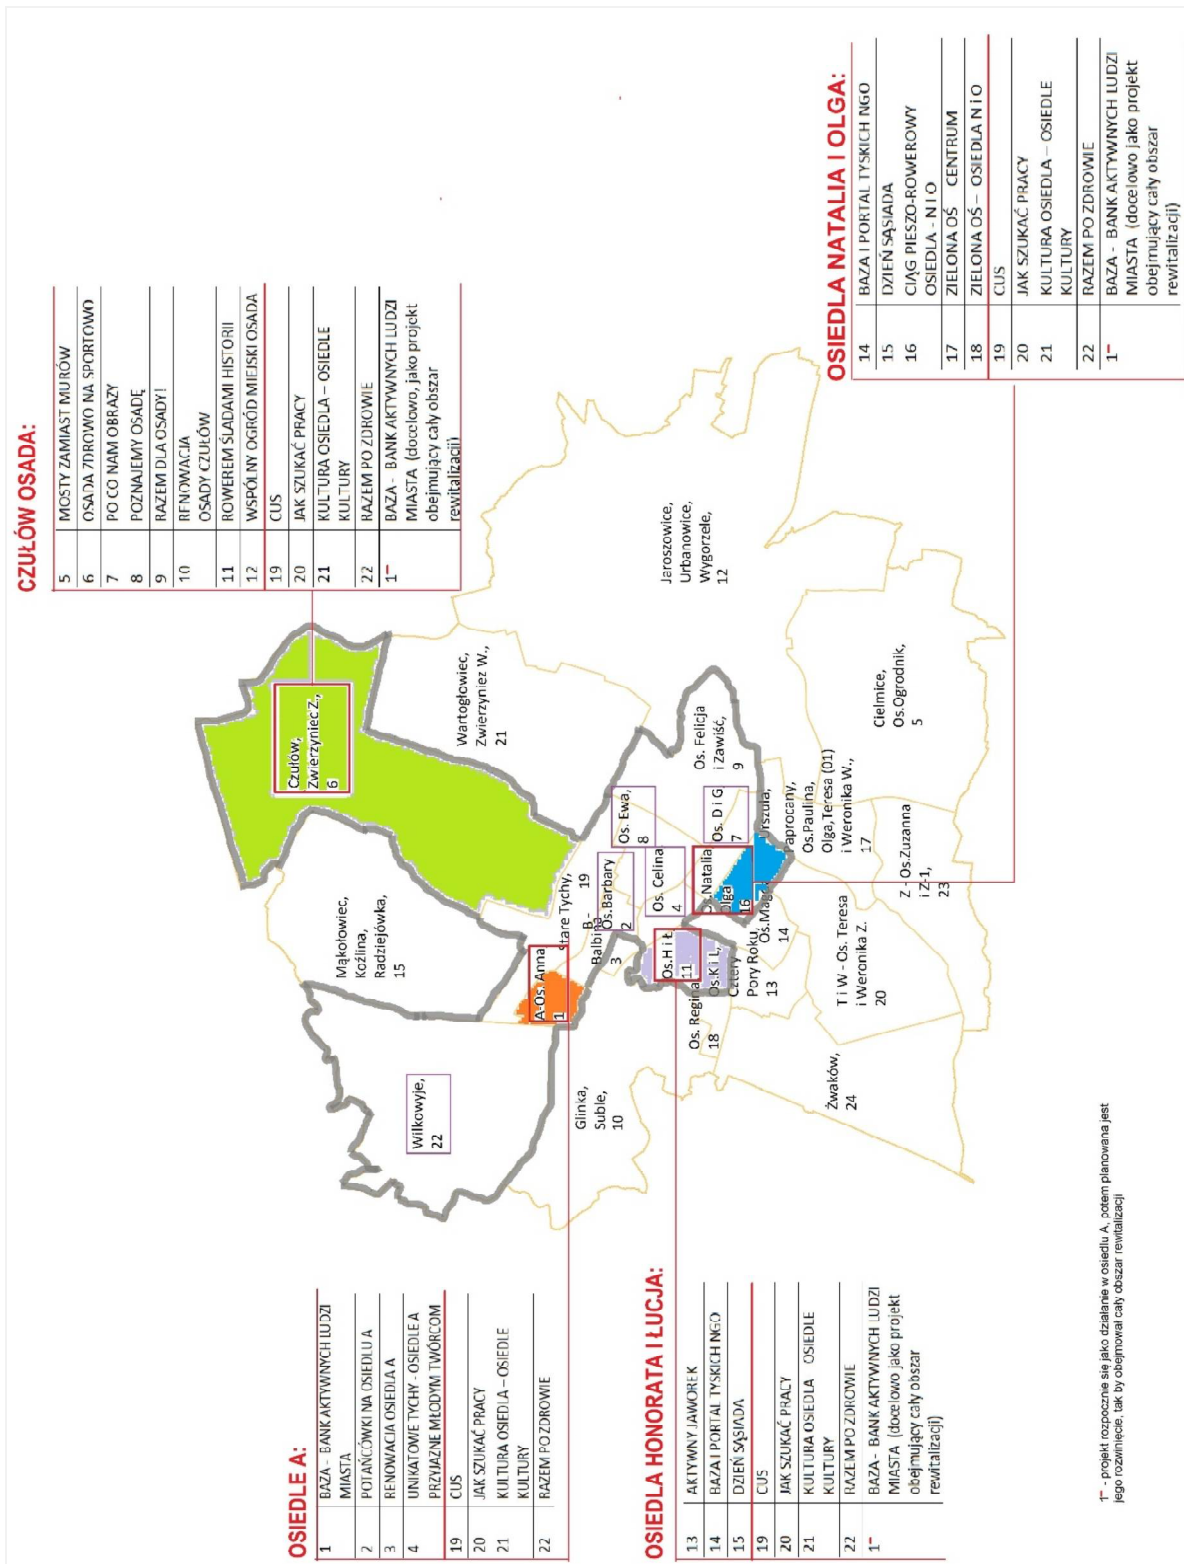 CZUŁÓW OSADA:
5 MOSTY ZAMIAST MURÓW
6 OSADA ZDROWO NA SPORTOWO
7 PO CO NAM OBRAZY
8 POZNAJEMY OSADĘ
9 RAZEM DLA OSADY!
10 RENOWACJA
OSADY CZUŁÓW
11 ROWEREM ŚLADAMI HISTORII
12 WSPÓLNY OGRÓD MIEJSKI OSADA
19 CUS
20 JAK SZUKAĆ PRACY
21 KULTURA OSIEDLA – OSIEDLE
KULTURY
22 RAZEM PO ZDROWIE
1– BAZA - BANK AKTYWNYCH LUDZI
MIASTA (docelowo, jako projekt
obejmujący cały obszar
rewitalizacji)
OSIEDLA NATALIA I OLGA:
14 BAZA I PORTAL TYSKICH NGO
15 DZIEŃ SĄSIADA
16 CIĄG PIESZO-ROWEROWY
OSIEDLA - N I O
17 ZIELONA OŚ CENTRUM
18 ZIELONA OŚ – OSIEDLA N i O
19 CUS
20 JAK SZUKAĆ PRACY
21 KULTURA OSIEDLA – OSIEDLE
KULTURY
22 RAZEM PO ZDROWIE
1– BAZA - BANK AKTYWNYCH LUDZI
MIASTA (docelowo jako projekt
obejmujący cały obszar
rewitalizacji)
Czułów,
Zwierzyniec Z.,
6
Mąkołowiec,
Koźlina,
Radziejówka,
15
Wartogłowiec,
Zwierzyniez W.,
21
Jaroszowice,
Urbanowice,
Wygorzele,
12
Wilkowyje,
22
A-Os. Anna
1
Stare Tychy,
19
B -
Balbina
3
Os.Barbary
2
Os. Ewa,
8
Os. Celina,
4
Os. D i G
7
Os. Felicja
i Zawiść,
9
Os.Natalia
Olga
16
Os.H i Ł
11
Os.K i L,
Cztery
Pory Roku,
13
Os.Magd
14
Urszula,
Paprocany,
Os.Paulina,
Olga,Teresa (01)
i Weronika W.,
17
Cielmice,
Os.Ogrodnik,
5
Z - Os.Zuzanna
i Z-1,
23
T i W - Os. Teresa
i Weronika Z.
20
Os. Regina
18
Glinka,
Suble,
10
Żwaków,
24
OSIEDLE A:
1 BAZA - BANK AKTYWNYCH LUDZI
MIASTA
2 POTAŃCÓWKI NA OSIEDLU A
3 RENOWACJA OSIEDLA A
4 UNIKATOWE TYCHY - OSIEDLE A
PRZYJAZNE MŁODYM TWÓRCOM
19 CUS
20 JAK SZUKAĆ PRACY
21 KULTURA OSIEDLA – OSIEDLE
KULTURY
22 RAZEM PO ZDROWIE
OSIEDLA HONORATA I ŁUCJA:
13 AKTYWNY JAWOREK
14 BAZA I PORTAL TYSKICH NGO
15 DZIEŃ SĄSIADA
19 CUS
20 JAK SZUKAĆ PRACY
21 KULTURA OSIEDLA OSIEDLE
KULTURY
22 RAZEM PO ZDROWIE
1– BAZA - BANK AKTYWNYCH LUDZI
MIASTA (docelowo jako projekt
obejmujący cały obszar
rewitalizacji)
1– - projekt rozpocznie się jako działanie w osiedlu A, potem planowana jest
jego rozwiniecie, tak by obejmował cały obszar rewitalizacji